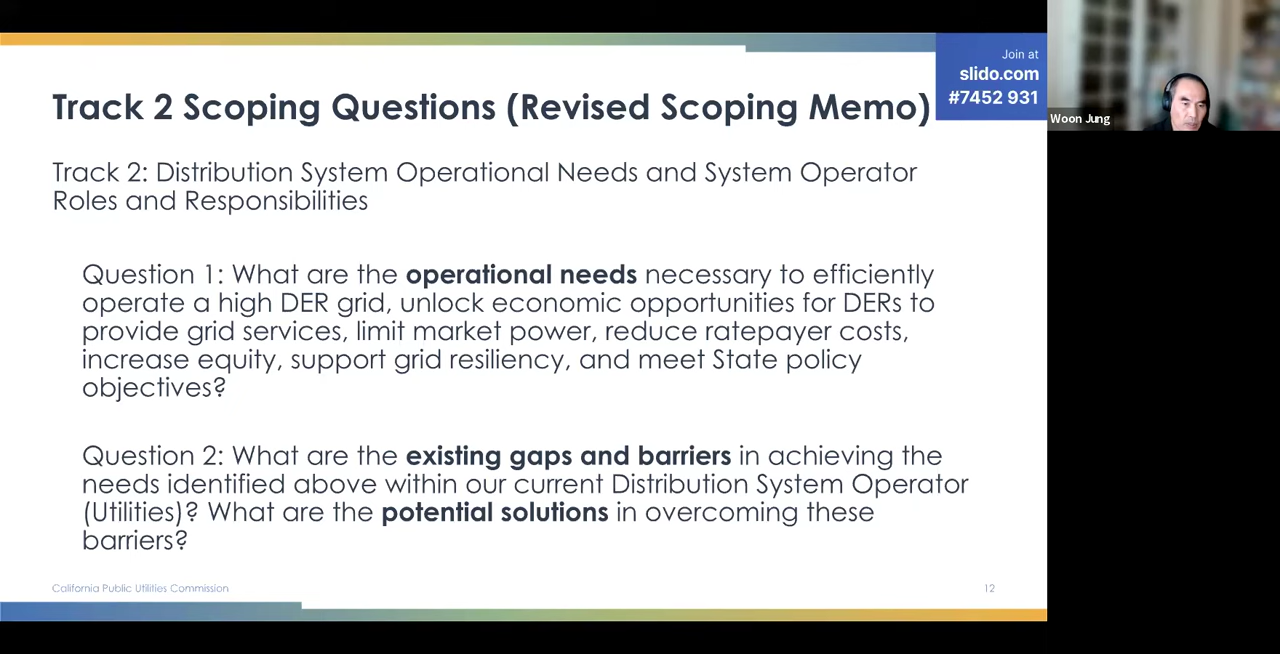 Join at
slido.com
#7452 931
Track 2 Scoping Questions (Revised Scoping Memo)
Woon Jung
Track 2: Distribution System Operational Needs and System Operator
Roles and Responsibilities
Question 1: What are the operational needs necessary to efficiently
operate a high DER grid, unlock economic opportunities for DERs to
provide grid services, limit market power, reduce ratepayer costs,
increase equity, support grid resiliency, and meet State policy
objectives?
Question 2: What are the existing gaps and barriers in achieving the
needs identified above within our current Distribution System Operator
(Utilities)? What are the potential solutions in overcoming these
barriers?
California Public Utilities Commission
12